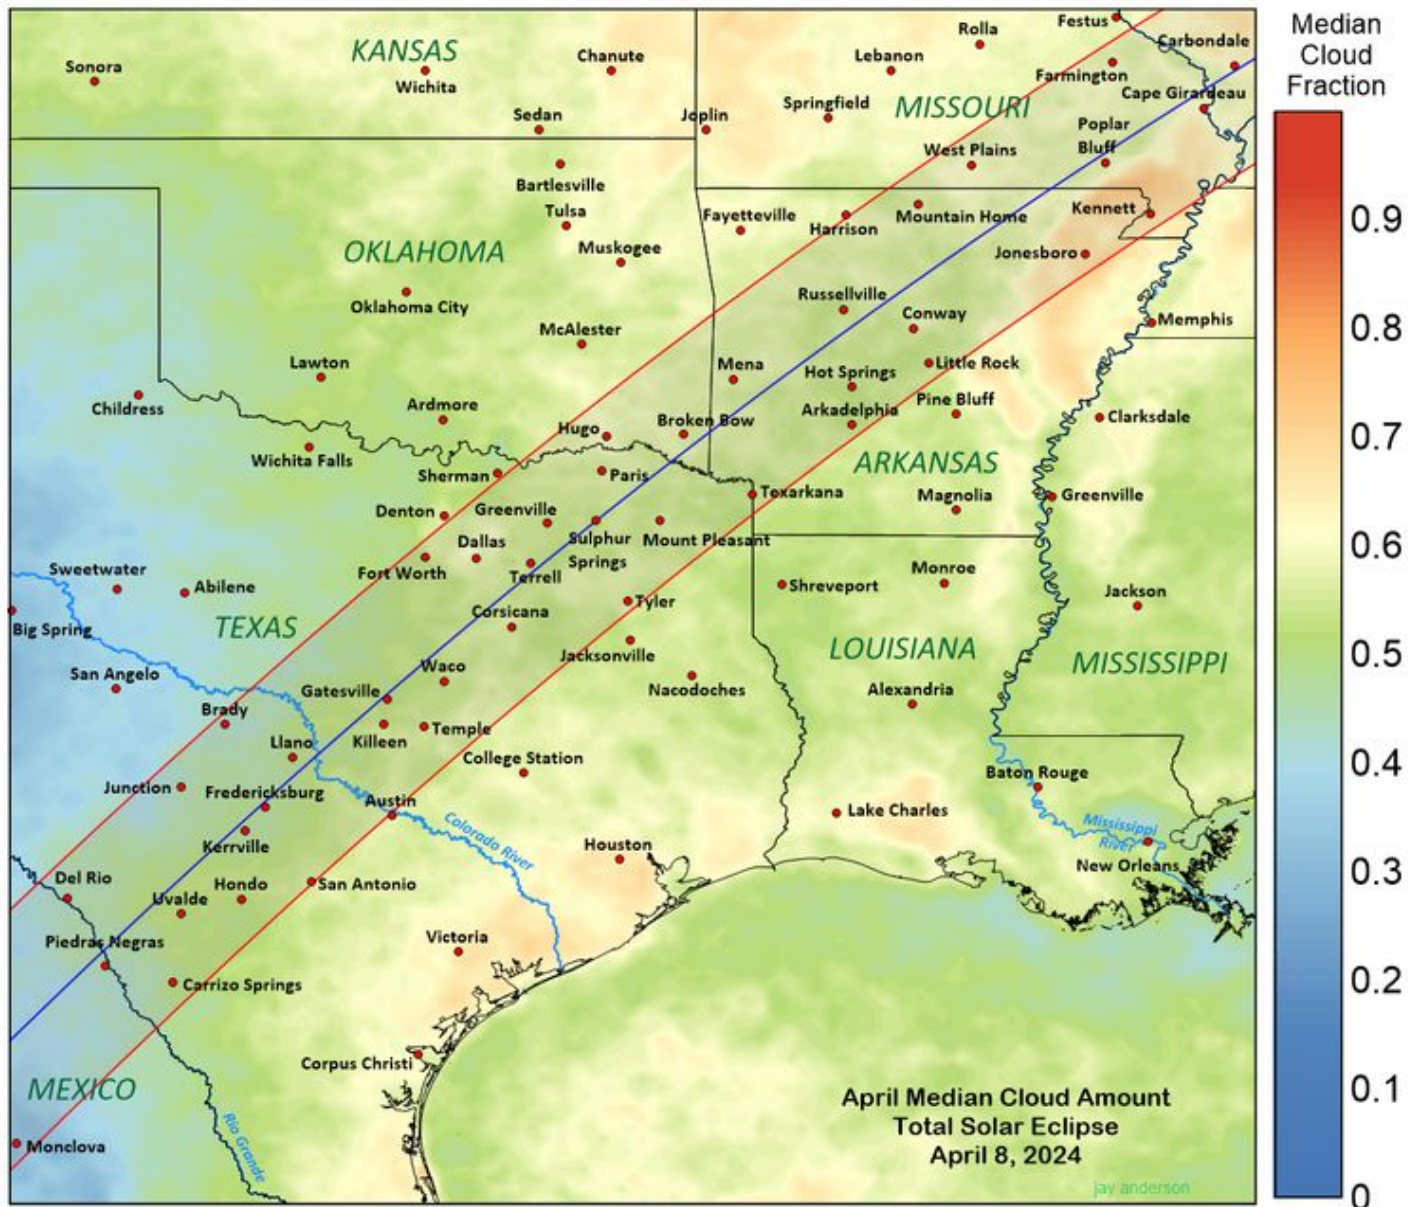 Median
Cloud
Fraction
Festus
Rolla
Carbondale
KANSAS
Chanute
Lebanon
Sonora
Wichita
Farmington
Cape Girardeau
Springfield
MISSOURI
Sedan
Joplin
Poplar
Bluff
West Plains
Bartlesville
Tulsa
Fayetteville
Harrison
Mountain Home
Kennett
0.9
OKLAHOMA
Muskogee
Jonesboro
Oklahoma City
Russellville
Conway
Memphis
0.8
McAlester
Lawton
Mena
Hot Springs
Little Rock
Childress
Ardmore
Arkadelphia
Pine Bluff
Clarksdale
Hugo
Broken Bow
0.7
Wichita Falls
Sherman
Paris
ARKANSAS
Texarkana
Magnolia
Greenville
Denton
Greenville
Dallas
Sulphur
Springs
Mount Pleasant
0.6
Fort Worth
Terrell
Sweetwater
Abilene
Shreveport
Monroe
Jackson
Big Spring
TEXAS
Corsicana
Tyler
Jacksonville
LOUISIANA
MISSISSIPPI
0.5
San Angelo
Waco
Nacodoches
Alexandria
Gatesville
Brady
Llano
Killeen
Temple
College Station
Baton Rouge
0.4
Junction
Fredericksburg
Austin
Lake Charles
Colorado River
Mississippi
River
Kerrville
Houston
New Orleans
0.3
Del Rio
Hondo
San Antonio
Uvalde
Piedras Negras
Victoria
Carrizo Springs
0.2
Corpus Christi
MEXICO
0.1
April Median Cloud Amount
Total Solar Eclipse
April 8, 2024
Rio Grande
Monclova
jay anderson
0